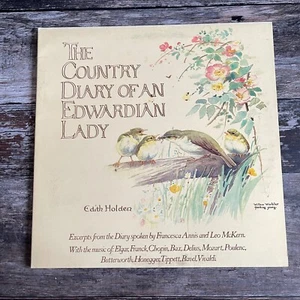 THE
COUNTRY
DIARY OF AN
EDWARDIAN
LADY
Edith Holden
Excerpts from the Diary spoken by Francesca Annis and Leo McKern.
With the music of: Elgar, Franck, Chopin, Bax, Delius, Mozart, Poulenc,
Butterworth, Honegger, Tippett, Ravel, Vivaldi.